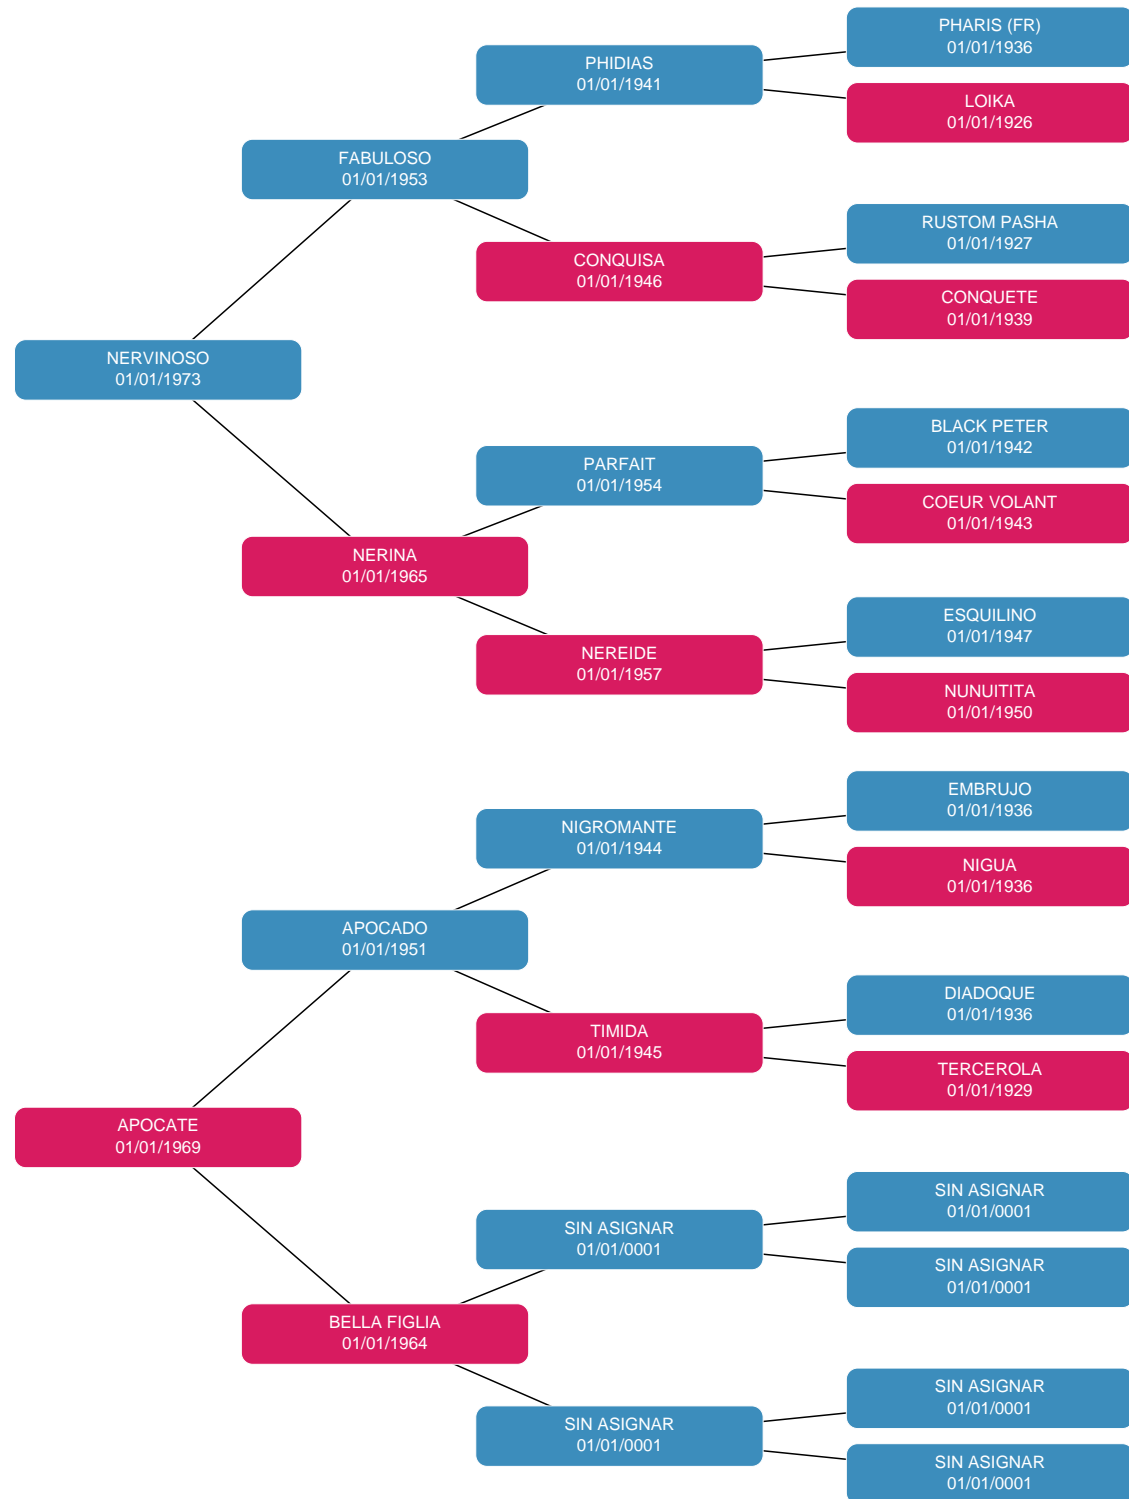 PHARIS (FR)
01/01/1936
PHIDIAS
01/01/1941
LOIKA
01/01/1926
FABULOSO
01/01/1953
RUSTOM PASHA
01/01/1927
CONQUISA
01/01/1946
CONQUETE
01/01/1939
NERVINOSO
01/01/1973
BLACK PETER
01/01/1942
PARFAIT
01/01/1954
COEUR VOLANT
01/01/1943
NERINA
01/01/1965
ESQUILINO
01/01/1947
NEREIDE
01/01/1957
NUNUITITA
01/01/1950
EMBRUJO
01/01/1936
NIGROMANTE
01/01/1944
NIGUA
01/01/1936
APOCADO
01/01/1951
DIADOQUE
01/01/1936
TIMIDA
01/01/1945
TERCEROLA
01/01/1929
APOCATE
01/01/1969
SIN ASIGNAR
01/01/0001
SIN ASIGNAR
01/01/0001
SIN ASIGNAR
01/01/0001
BELLA FIGLIA
01/01/1964
SIN ASIGNAR
01/01/0001
SIN ASIGNAR
01/01/0001
SIN ASIGNAR
01/01/0001